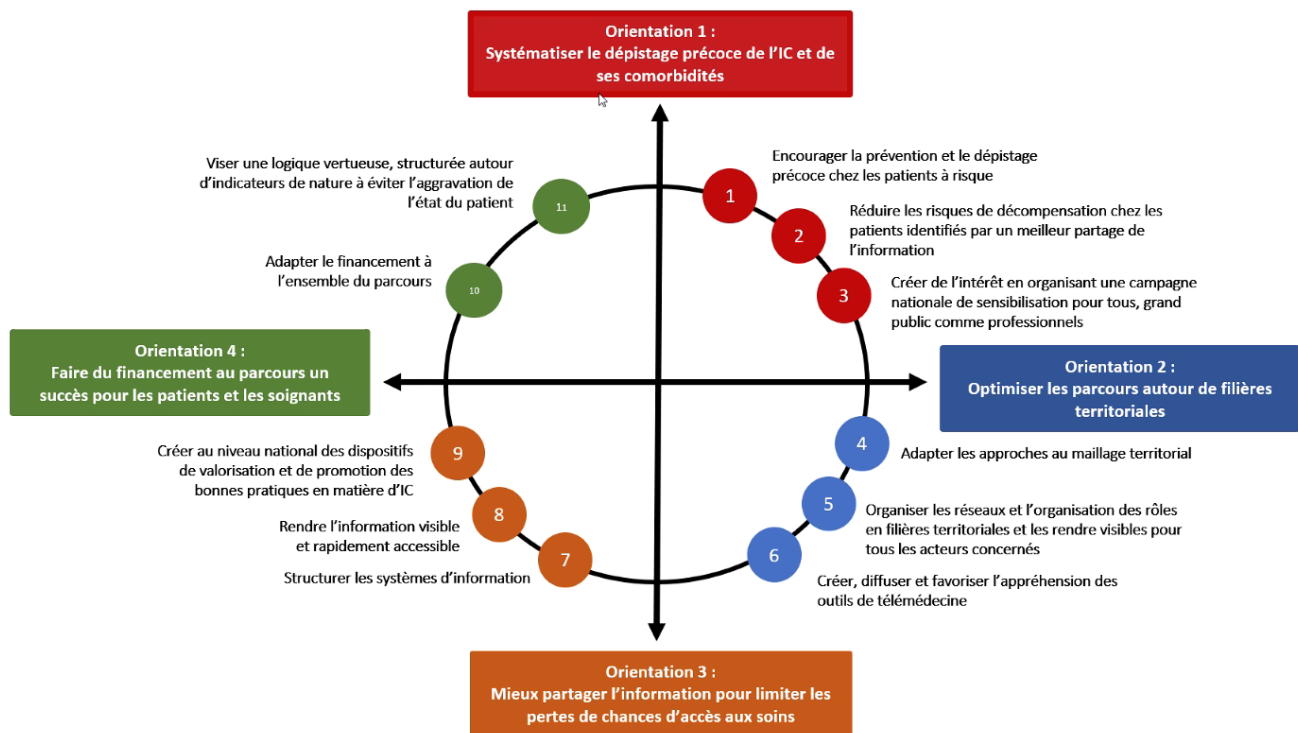 Orientation 1 :
Systématiser le dépistage précoce de l'IC et de
ses comorbidités
1
Encourager la prévention et le dépistage
précoce chez les patients à risque
2
Réduire les risques de décompensation chez les
patients identifiés par un meilleur partage de
l'information
3
Créer de l'intérêt en organisant une campagne
nationale de sensibilisation pour tous, grand
public comme professionnels
Orientation 2 :
Optimiser les parcours autour de filières
territoriales
4
Adapter les approches au maillage territorial
5
Organiser les réseaux et l'organisation des rôles
en filières territoriales et les rendre visibles pour
tous les acteurs concernés
6
Créer, diffuser et favoriser l'appréhension des
outils de télémédecine
Orientation 3 :
Mieux partager l'information pour limiter les
pertes de chances d'accès aux soins
7
Structurer les systèmes d'information
8
Rendre l'information visible
et rapidement accessible
9
Créer au niveau national des dispositifs
de valorisation et de promotion des
bonnes pratiques en matière d'IC
Orientation 4 :
Faire du financement au parcours un
succès pour les patients et les soignants
10
Adapter le financement à
l'ensemble du parcours
11
Viser une logique vertueuse, structurée autour
d'indicateurs de nature à éviter l'aggravation de
l'état du patient